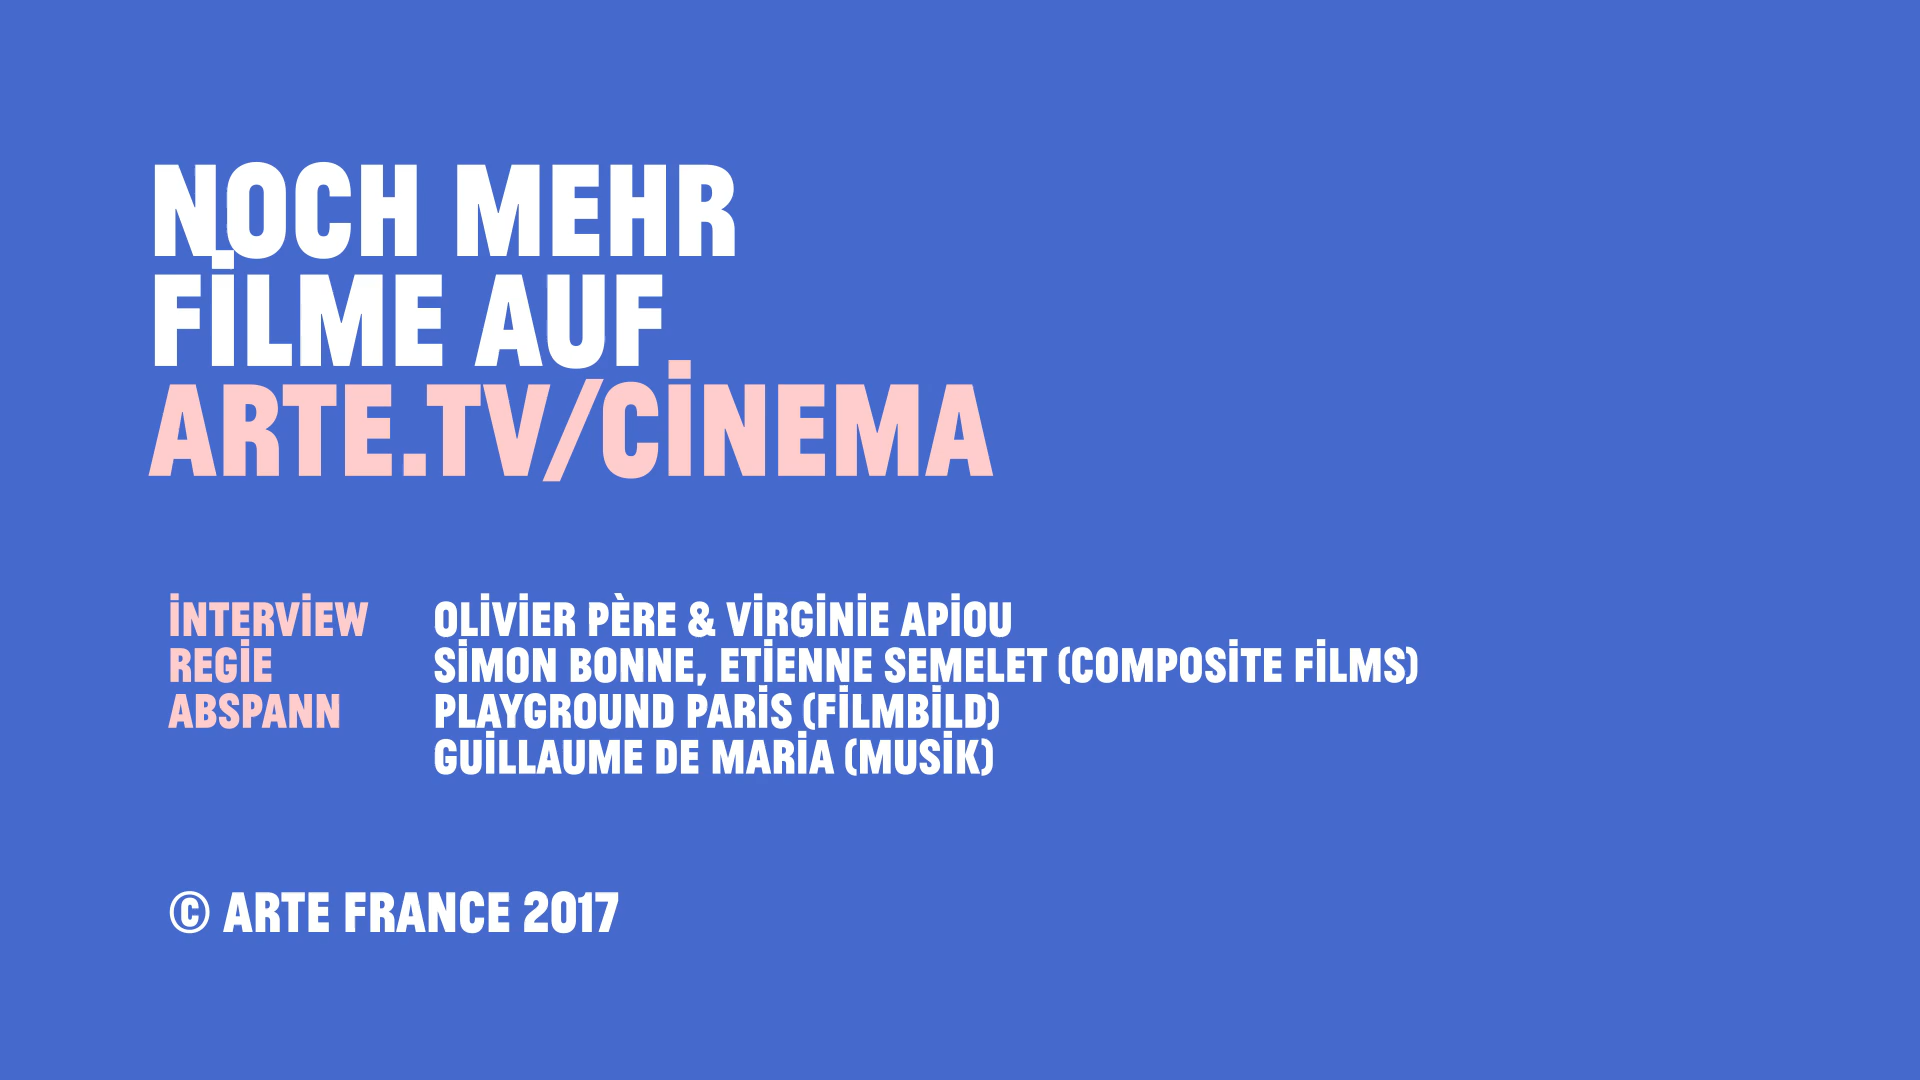 NOCH MEHR
FİLME AUF
ARTE.TV/CİNEMA
İNTERVİEW OLİVİER PÈRE & VİRGİNİE APİOU
REGİE SİMON BONNE, ETİENNE SEMELET (COMPOSİTE FİLMS)
ABSPANN PLAYGROUND PARİS (FİLMBİLD)
GUİLLAUME DE MARİA (MUSİK)
© ARTE FRANCE 2017